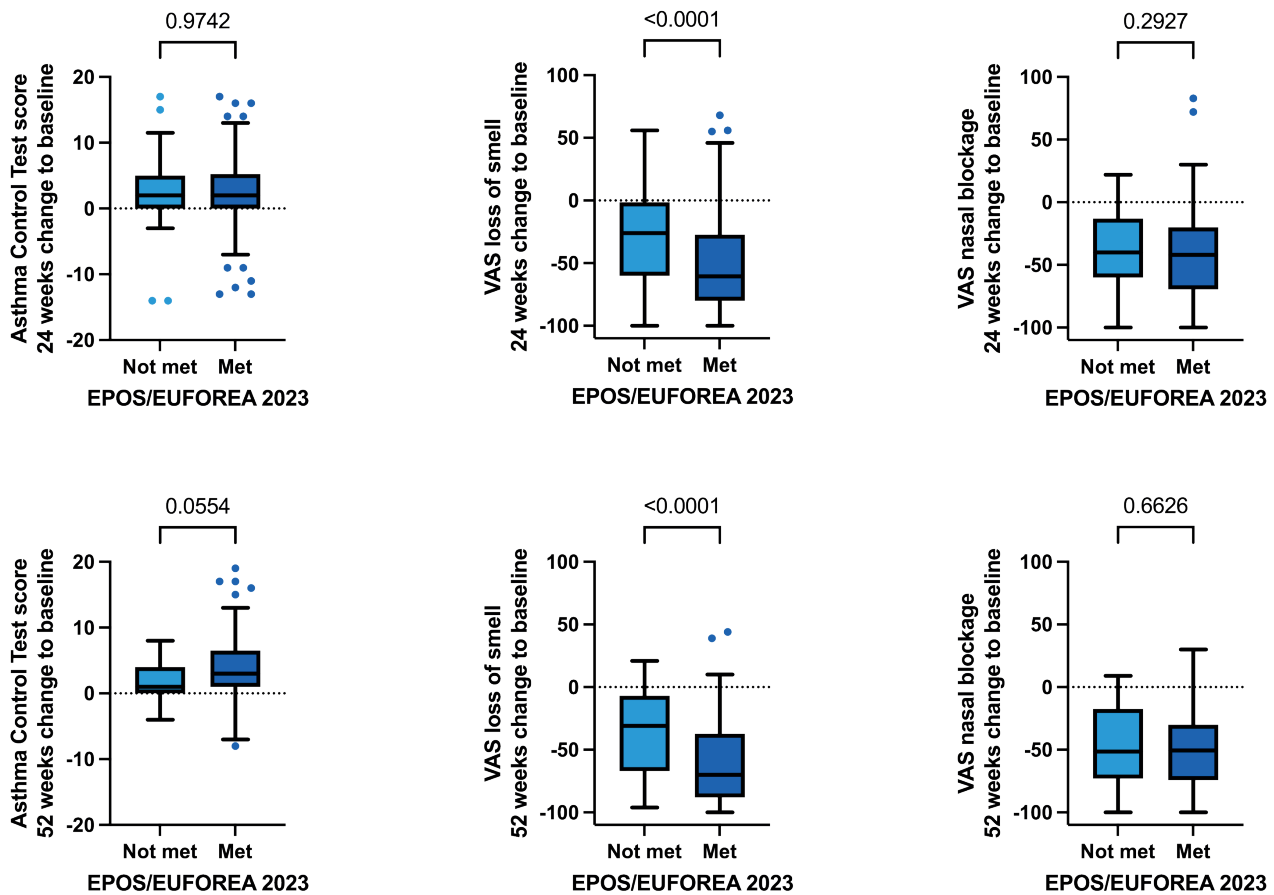 0.9742
Asthma Control Test score
24 weeks change to baseline
20
10
0
-10
-20
Not met Met
EPOS/EUFOREA 2023
<0.0001
VAS loss of smell
24 weeks change to baseline
100
50
0
-50
-100
Not met Met
EPOS/EUFOREA 2023
0.2927
VAS nasal blockage
24 weeks change to baseline
100
50
0
-50
-100
Not met Met
EPOS/EUFOREA 2023
0.0554
Asthma Control Test score
52 weeks change to baseline
20
10
0
-10
-20
Not met Met
EPOS/EUFOREA 2023
<0.0001
VAS loss of smell
52 weeks change to baseline
100
50
0
-50
-100
Not met Met
EPOS/EUFOREA 2023
0.6626
VAS nasal blockage
52 weeks change to baseline
100
50
0
-50
-100
Not met Met
EPOS/EUFOREA 2023